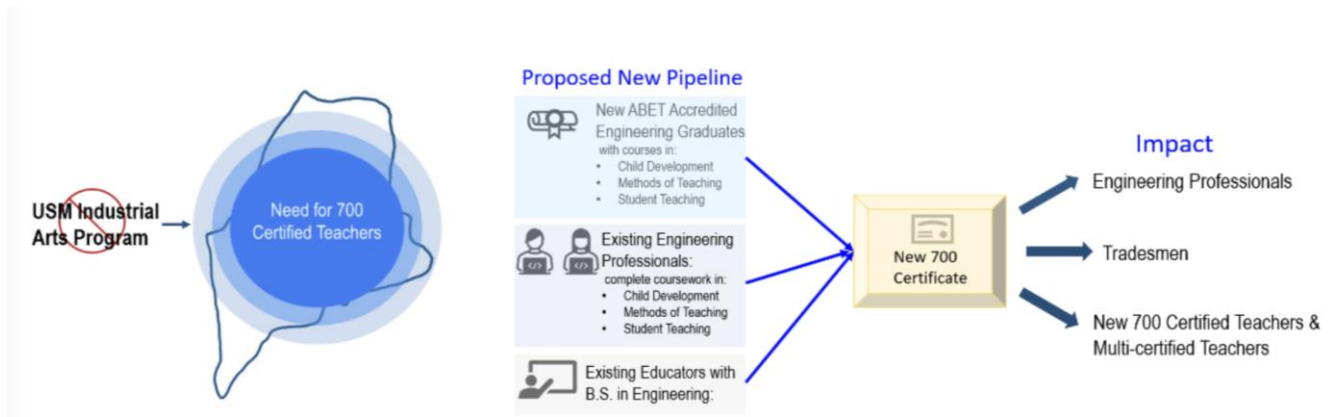 USM Industrial
Arts Program
Need for 700
Certified Teachers
Proposed New Pipeline
New ABET Accredited
Engineering Graduates
with courses in:
• Child Development
• Methods of Teaching
• Student Teaching
Existing Engineering
Professionals:
complete coursework in:
• Child Development
• Methods of Teaching
• Student Teaching
Existing Educators with
B.S. in Engineering:
New 700
Certificate
Impact
Engineering Professionals
Tradesmen
New 700 Certified Teachers &
Multi-certified Teachers